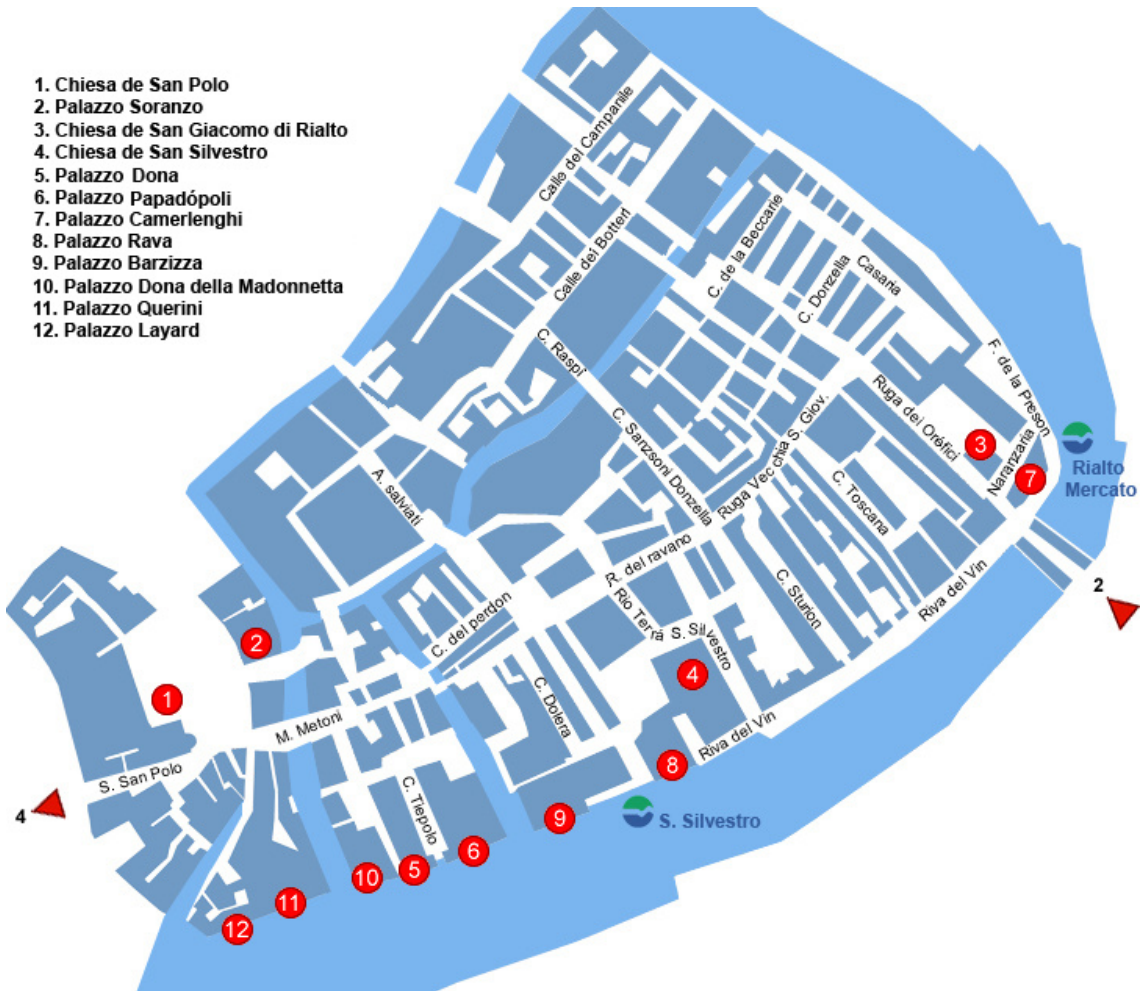 1. Chiesa de San Polo
2. Palazzo Soranzo
3. Chiesa de San Giacomo di Rialto
4. Chiesa de San Silvestro
5. Palazzo Dona
6. Palazzo Papadópoli
7. Palazzo Camerlenghi
8. Palazzo Rava
9. Palazzo Barzizza
10. Palazzo Dona della Madonnetta
11. Palazzo Querini
12. Palazzo Layard
Calle del Campanile
Calle dei Botteri
C. de la Beccarie
C. Donzella
Casaria
C. Raspi
F. de la Preson
Ruga dei Oréfici
C. Sanzsoni Donzella
Ruga Vecchia S. Giov.
Naranzaria
3
7
Rialto
Mercato
A. salviati
C. Toscana
R. del ravano
C. Sturion
Riva del Vin
2
C. del perdon
Rio Terrá S. Silvestro
2
4
1
C. Dolera
M. Metoni
Riva del Vin
S. San Polo
4
C. Tiepolo
8
9
S. Silvestro
6
5
10
11
12